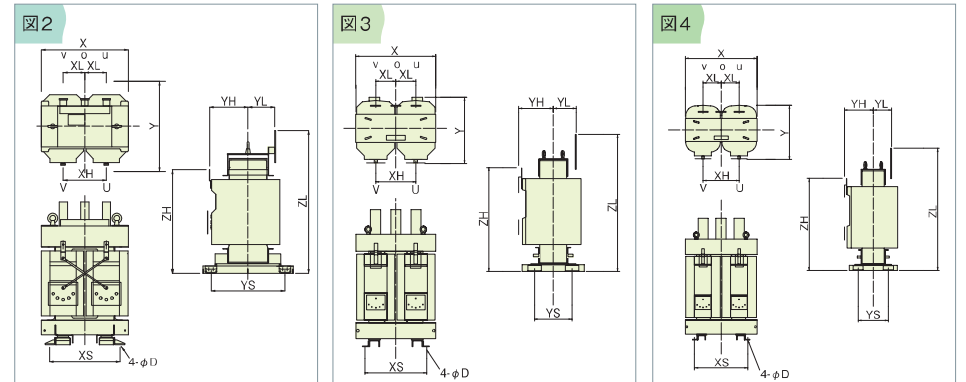 図2
X
v o u
XL XL
Y
XH
V U
YH YL
ZH
ZL
YS
XS
4-φD
図3
X
v o u
XL XL
Y
XH
V U
YH YL
ZH
ZL
YS
XS
4-φD
図4
X
v o u
XL XL
Y
XH
V U
YH YL
ZH
ZL
YS
XS
4-φD